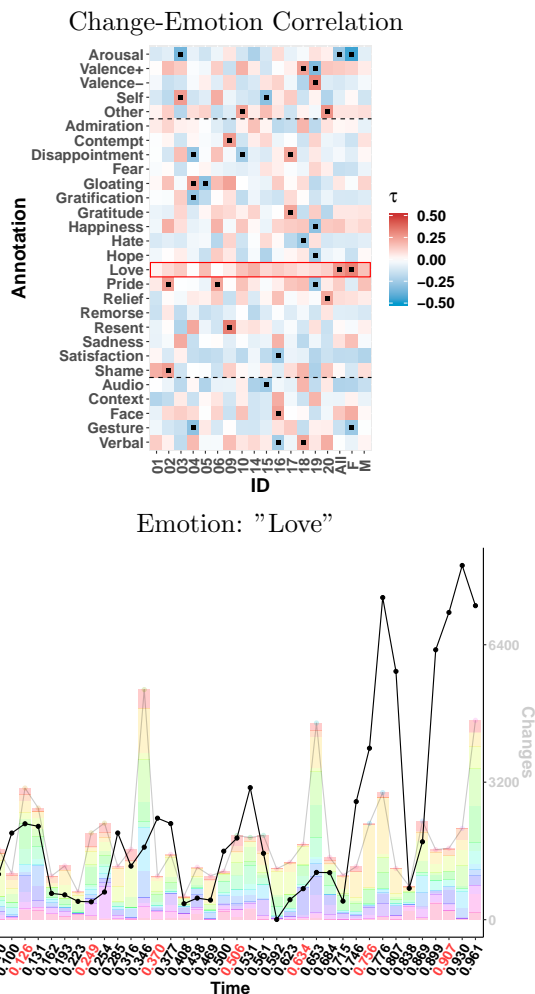 Change-Emotion Correlation
Arousal
Valence+
Valence−
Self
Other
Admiration
Contempt
Disappointment
Fear
Gloating
Gratification
Gratitude
Happiness
Hate
Hope
Love
Pride
Relief
Remorse
Resent
Sadness
Satisfaction
Shame
Audio
Context
Face
Gesture
Verbal
Annotation
τ
0.50
0.25
0.00
−0.25
−0.50
01 02 03 04 05 06 09 10 14 15 16 17 18 19 20 All F M
ID
Emotion: "Love"
6400
3200
0
Changes
0.100 0.126 0.131 0.162 0.193 0.223 0.249 0.254 0.285 0.316 0.346 0.370 0.377 0.408 0.438 0.469 0.500 0.506 0.531 0.561 0.592 0.623 0.634 0.653 0.684 0.715 0.746 0.756 0.776 0.807 0.838 0.869 0.899 0.907 0.930 0.961
Time